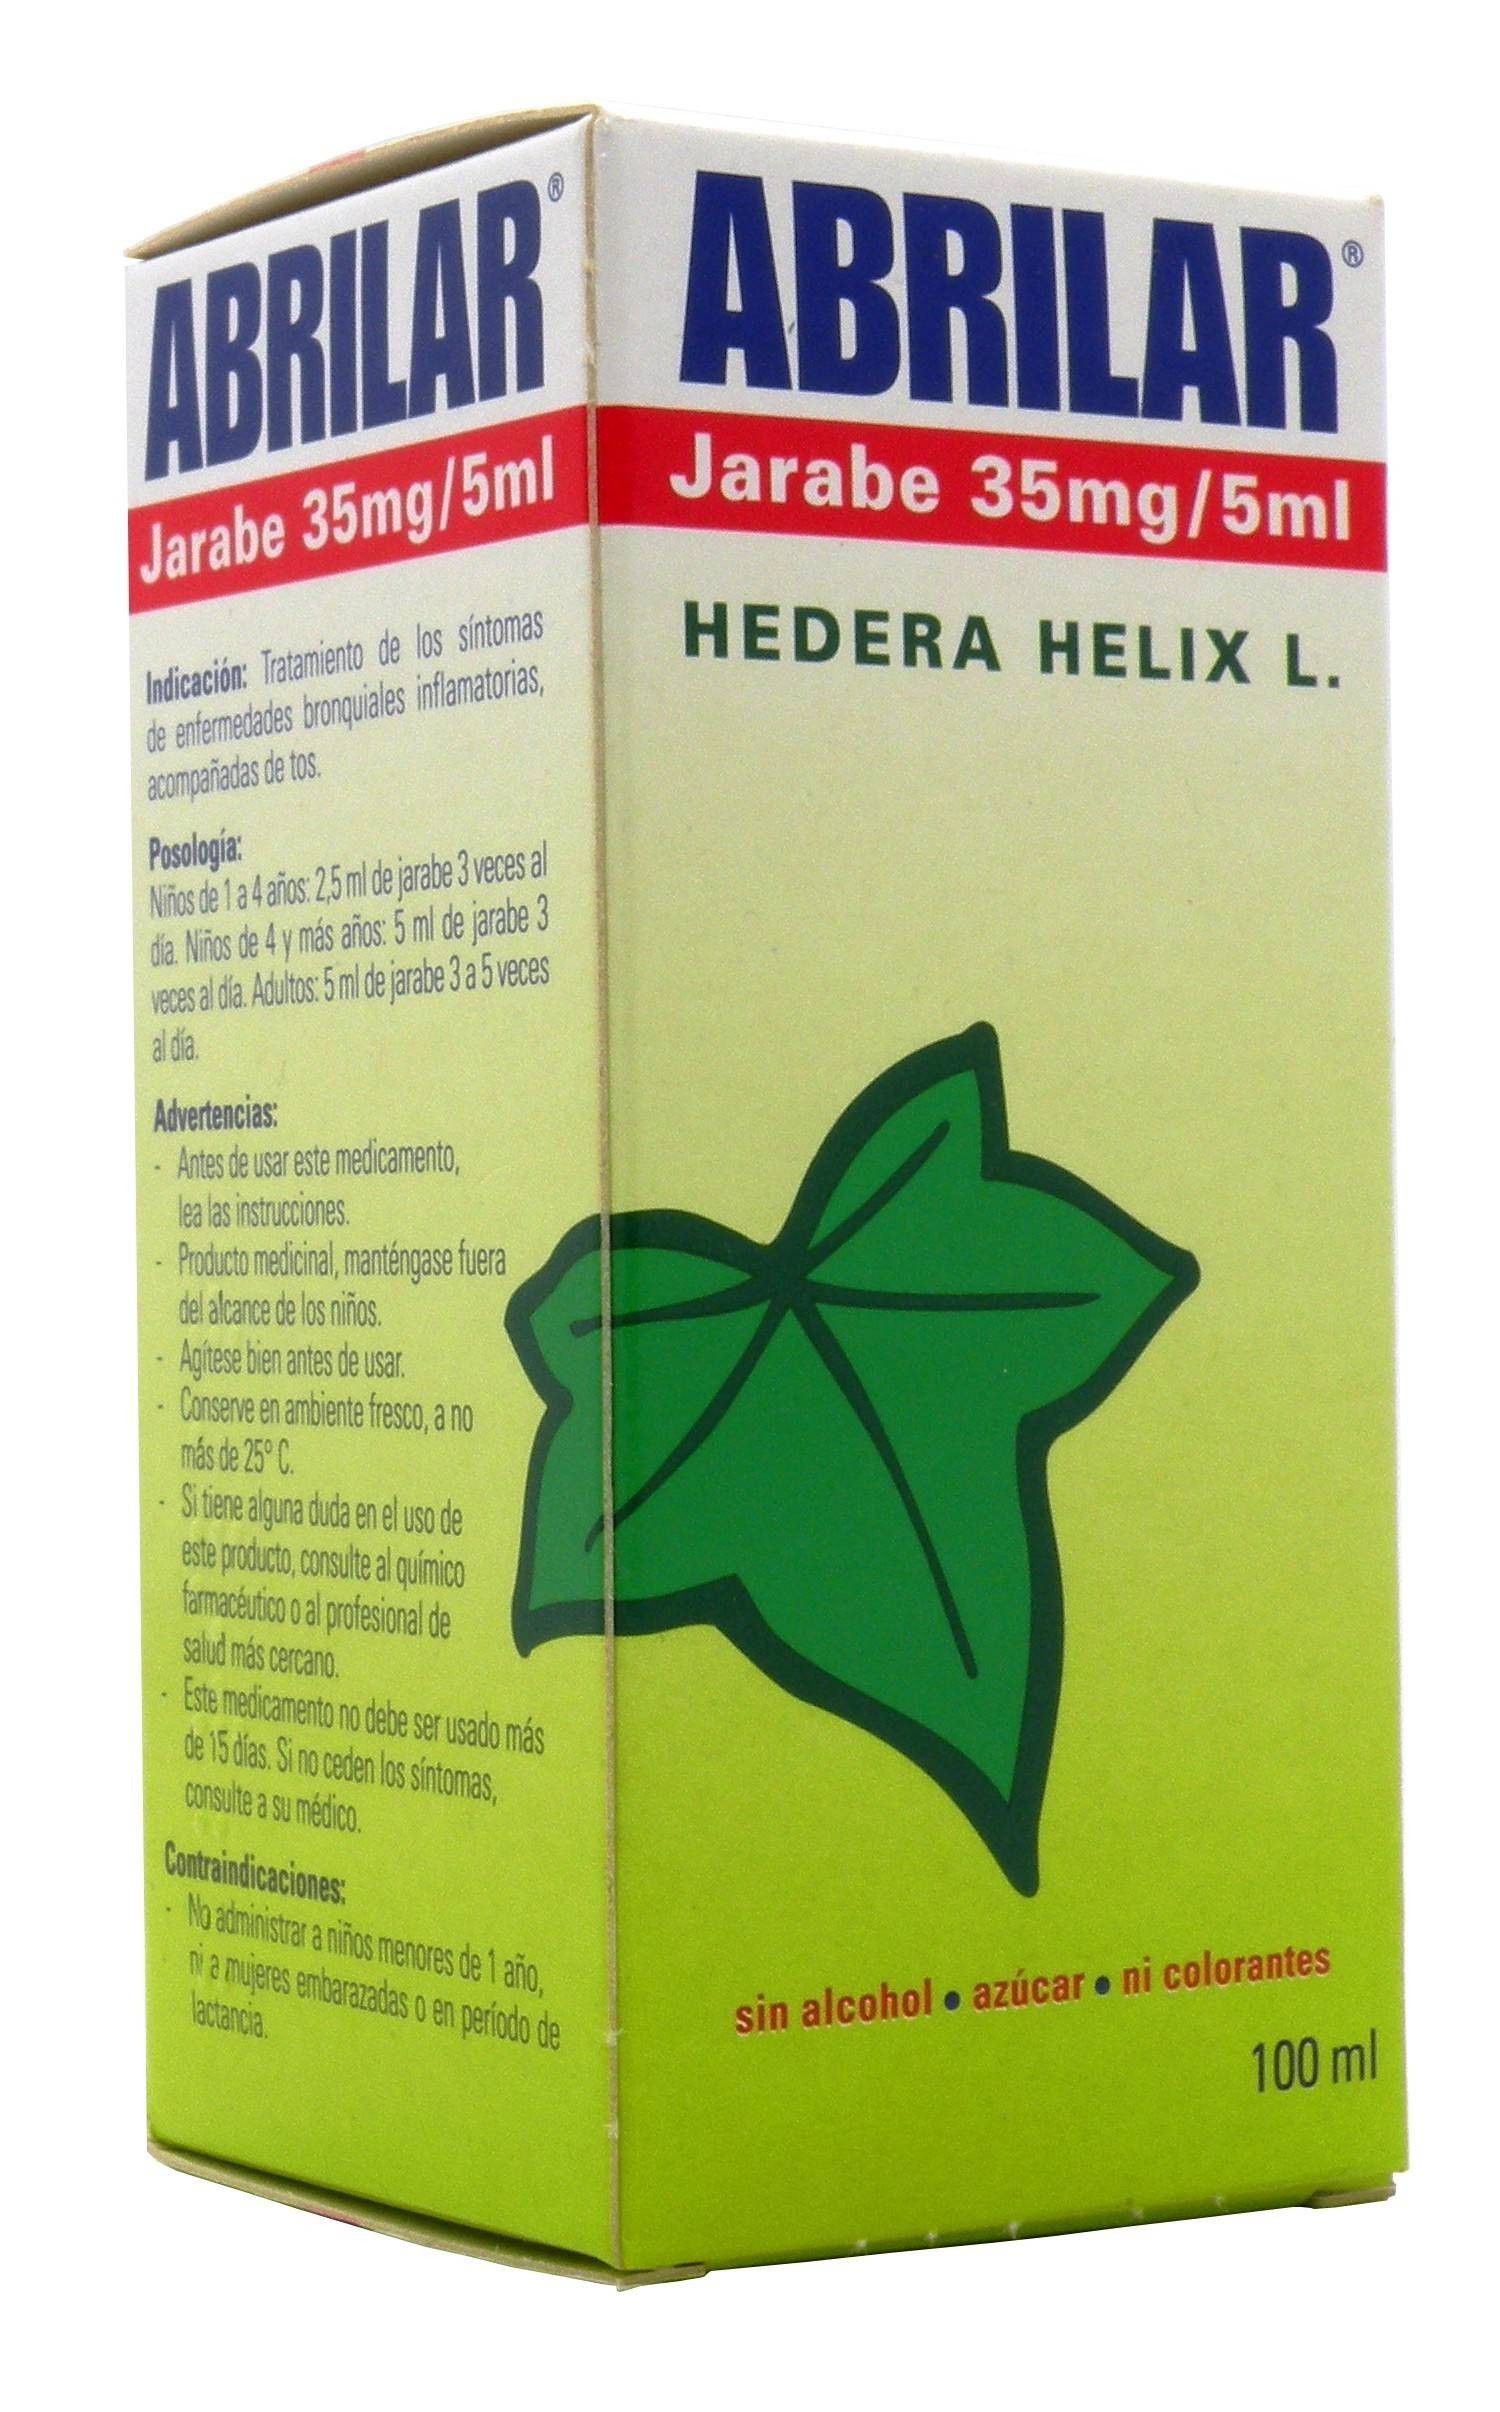 ABRILAR®
Jarabe 35mg/5ml
Indicación: Tratamiento de los síntomas
de enfermedades bronquiales inflamatorias,
acompañadas de tos.
Posología:
Niños de 1 a 4 años: 2,5 ml de jarabe 3 veces al
día. Niños de 4 y más años: 5 ml de jarabe 3
veces al día. Adultos: 5 ml de jarabe 3 a 5 veces
al día.
Advertencias:
- Antes de usar este medicamento,
lea las instrucciones.
- Producto medicinal, manténgase fuera
del alcance de los niños.
- Agítese bien antes de usar.
- Conserve en ambiente fresco, a no
más de 25° C.
- Si tiene alguna duda en el uso de
este producto, consulte al químico
farmacéutico o al profesional de
salud más cercano.
- Este medicamento no debe ser usado más
de 15 días. Si no ceden los síntomas,
consulte a su médico.
Contraindicaciones:
- No administrar a niños menores de 1 año,
ni a mujeres embarazadas o en período de
lactancia.
ABRILAR®
Jarabe 35mg/5ml
HEDERA HELIX L.
sin alcohol • azúcar • ni colorantes
100 ml